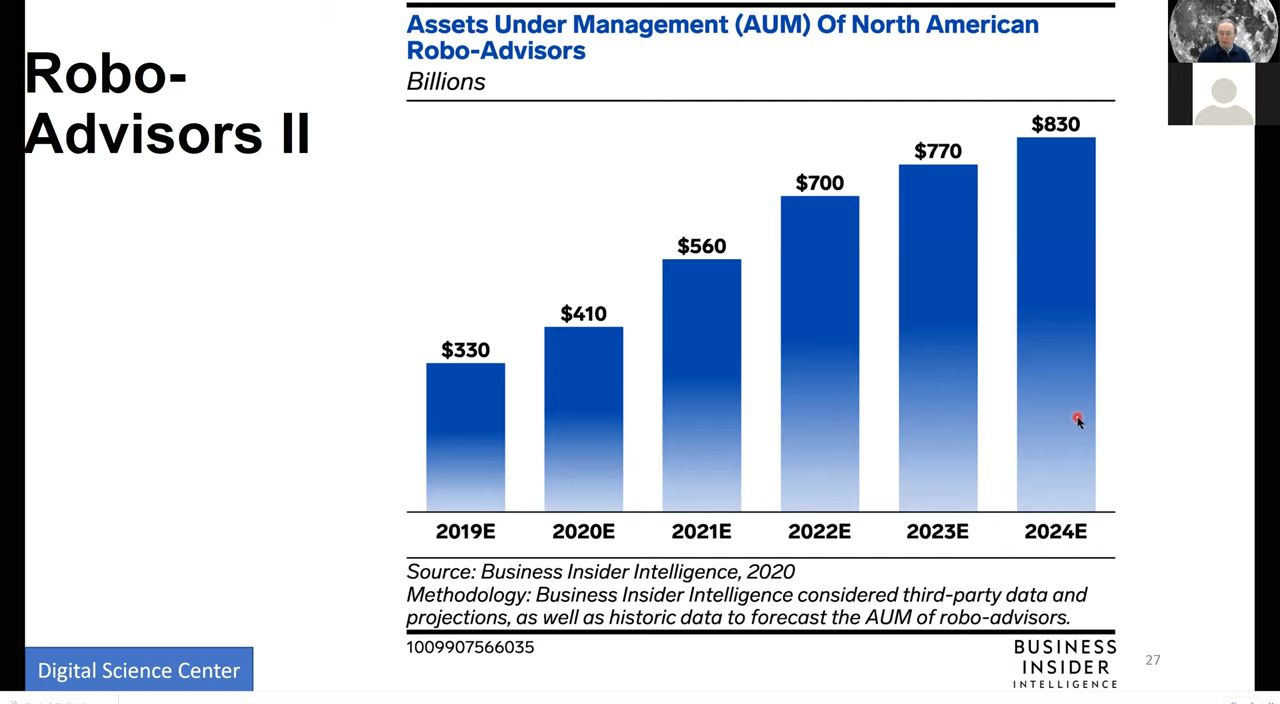 Robo-
Advisors II
Assets Under Management (AUM) Of North American
Robo-Advisors
Billions
$330
$410
$560
$700
$770
$830
2019E
2020E
2021E
2022E
2023E
2024E
Source: Business Insider Intelligence, 2020
Methodology: Business Insider Intelligence considered third-party data and
projections, as well as historic data to forecast the AUM of robo-advisors.
1009907566035
BUSINESS
INSIDER
INTELLIGENCE
27
Digital Science Center